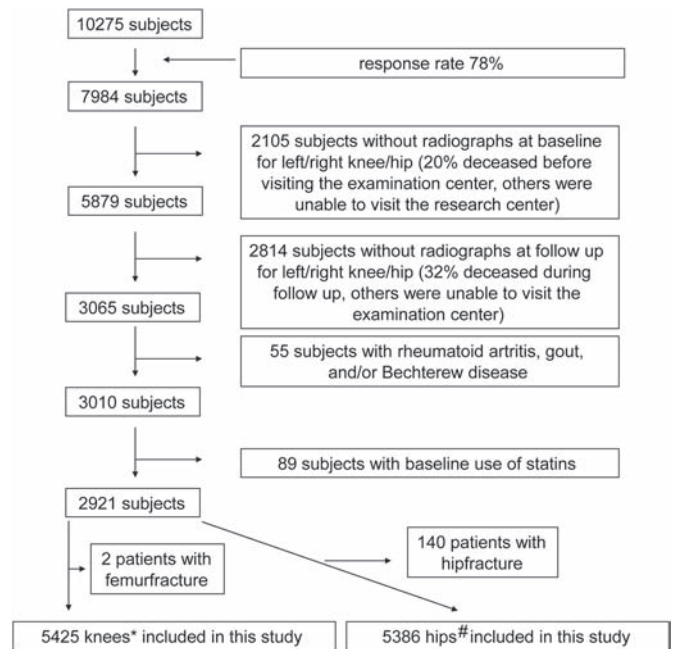 10275 subjects
response rate 78%
7984 subjects
2105 subjects without radiographs at baseline
for left/right knee/hip (20% deceased before
visiting the examination center, others were
unable to visit the research center)
5879 subjects
2814 subjects without radiographs at follow up
for left/right knee/hip (32% deceased during
follow up, others were unable to visit the
examination center)
3065 subjects
55 subjects with rheumatoid artritis, gout,
and/or Bechterew disease
3010 subjects
89 subjects with baseline use of statins
2921 subjects
2 patients with
femurfracture
140 patients with
hipfracture
5425 knees* included in this study
5386 hips# included in this study